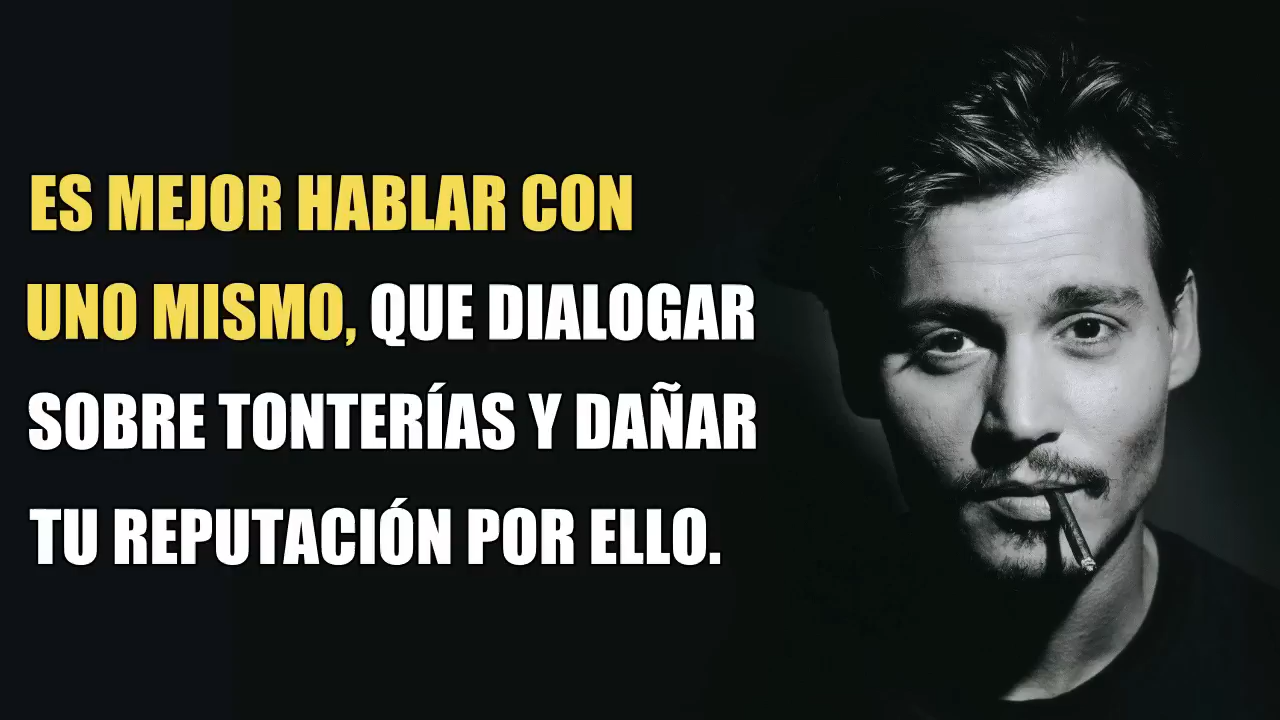 ES MEJOR HABLAR CON
UNO MISMO, QUE DIALOGAR
SOBRE TONTERÍAS Y DAÑAR
TU REPUTACIÓN POR ELLO.